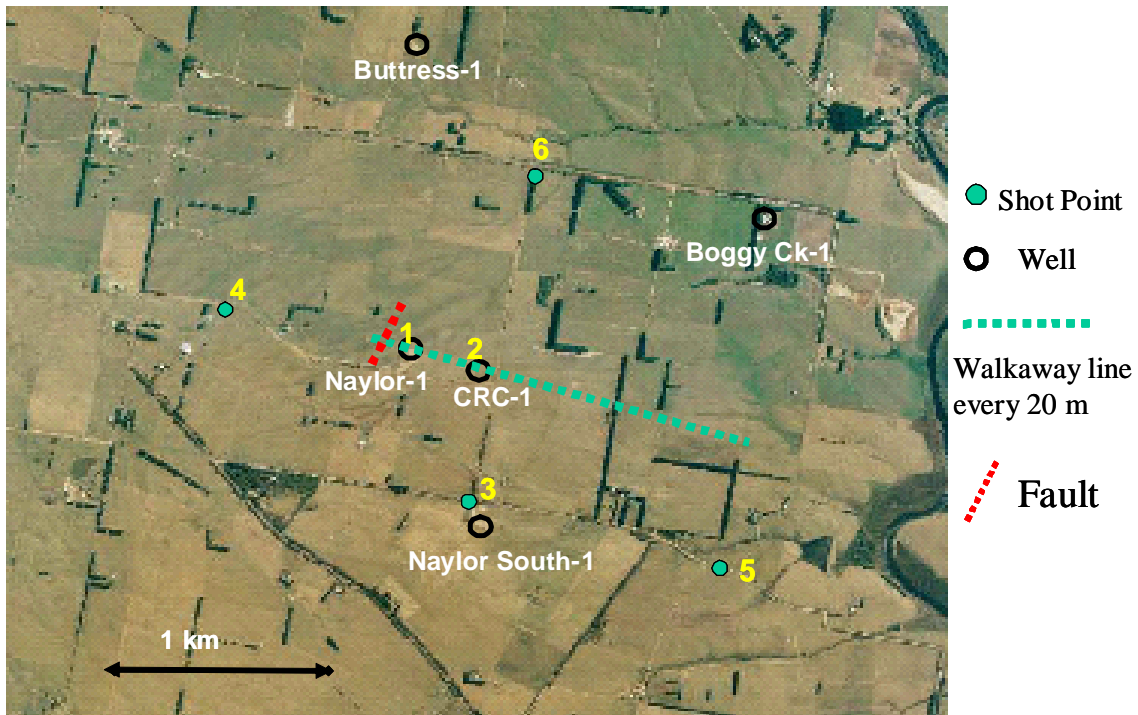 Buttress-1
6
Boggy Ck-1
4
1
2
Naylor-1
CRC-1
3
Naylor South-1
5
1 km
Shot Point
Well
Walkaway line
every 20 m
Fault